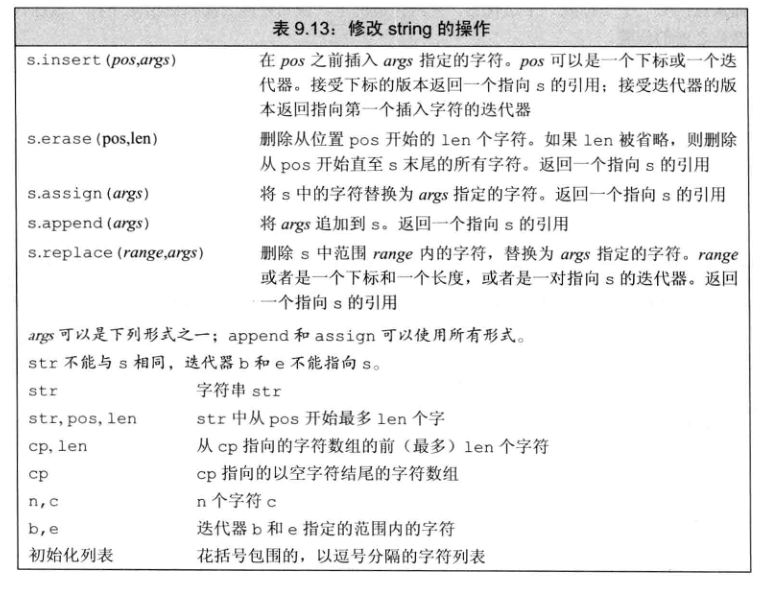 表 9.13：修改 string 的操作
s.insert(pos,args) 在 pos 之前插入 args 指定的字符。pos 可以是一个下标或一个迭
代器。接受下标的版本返回一个指向 s 的引用；接受迭代器的版
本返回指向第一个插入字符的迭代器
s.erase(pos,len) 删除从位置 pos 开始的 len 个字符。如果 len 被省略，则删除
从 pos 开始直至 s 末尾的所有字符。返回一个指向 s 的引用
s.assign(args) 将 s 中的字符替换为 args 指定的字符。返回一个指向 s 的引用
s.append(args) 将 args 追加到 s。返回一个指向 s 的引用
s.replace(range,args) 删除 s 中范围 range 内的字符，替换为 args 指定的字符。range
或者是一个下标和一个长度，或者是一对指向 s 的迭代器。返回
一个指向 s 的引用
args 可以是下列形式之一；append 和 assign 可以使用所有形式。
str 不能与 s 相同，迭代器 b 和 e 不能指向 s。
str 字符串 str
str,pos,len str 中从 pos 开始最多 len 个字
cp,len 从 cp 指向的字符数组的前（最多）len 个字符
cp cp 指向的以空字符结尾的字符数组
n,c n 个字符 c
b,e 迭代器 b 和 e 指定的范围内的字符
初始化列表 花括号包围的，以逗号分隔的字符列表